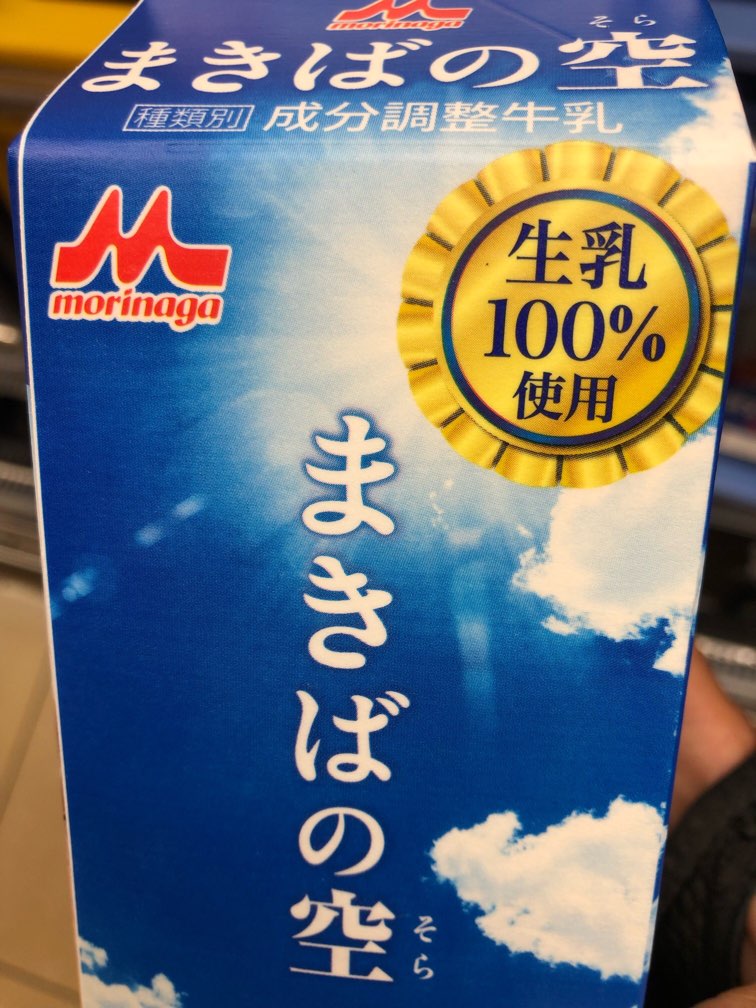 morinaga
そら
まきばの空
種類別 成分調整牛乳
morinaga
生乳
100%
使用
まきばの空
そら